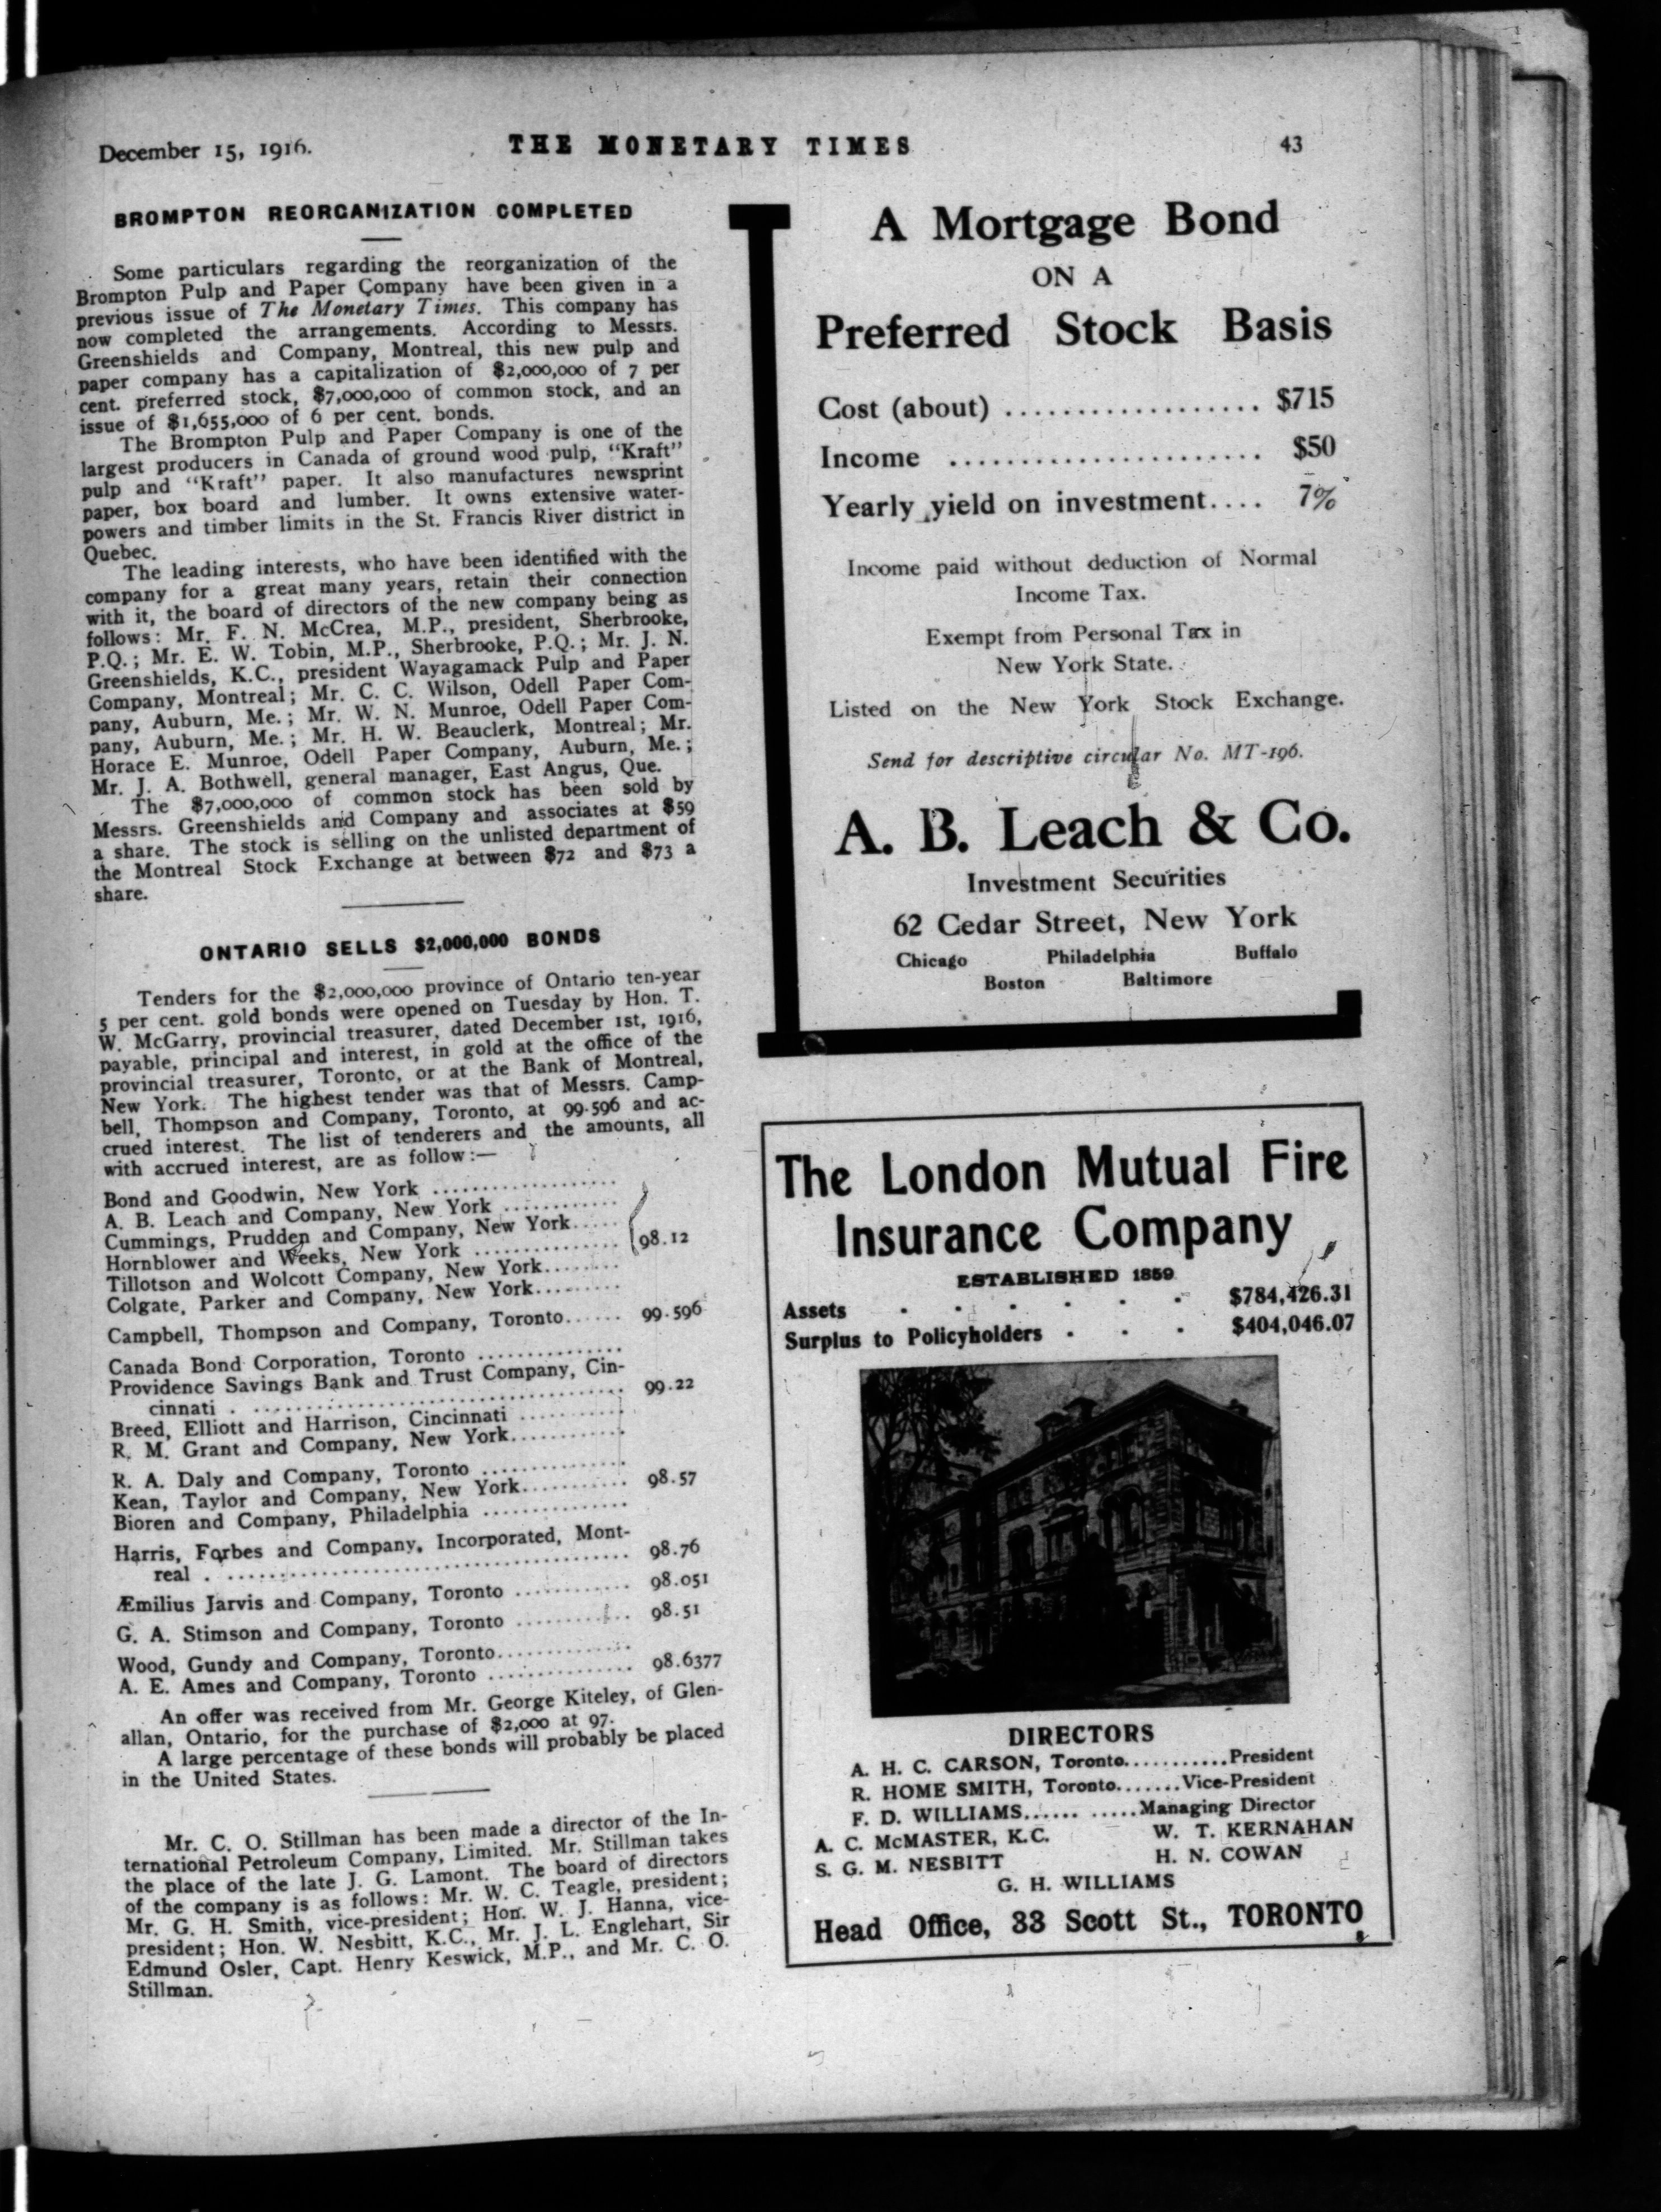 December 15, 1916.
THE MONETARY TIMES
43
BROMPTON REORGANIZATION COMPLETED
Some particulars regarding the reorganization of the
Brompton Pulp and Paper Company have been given in a
previous issue of The Monetary Times. This company has
now completed the arrangements. According to Messrs.
Greenshields and Company, Montreal, this new pulp and
paper company has a capitalization of $2,000,000 of 7 per
cent. preferred stock, $7,000,000 of common stock, and an
issue of $1,655,000 of 6 per cent. bonds.
The Brompton Pulp and Paper Company is one of the
largest producers in Canada of ground wood pulp, "Kraft"
pulp and "Kraft" paper. It also manufactures newsprint
paper, box board and lumber. It owns extensive water-
powers and timber limits in the St. Francis River district in
Quebec.
The leading interests, who have been identified with the
company for a great many years, retain their connection
with it, the board of directors of the new company being as
follows: Mr. F. N. McCrea, M.P., president, Sherbrooke,
P.Q.; Mr. E. W. Tobin, M.P., Sherbrooke, P.Q.; Mr. J. N.
Greenshields, K.C., president Wayagamack Pulp and Paper
Company, Montreal; Mr. C. C. Wilson, Odell Paper Com-
pany, Auburn, Me.; Mr. W. N. Munroe, Odell Paper Com-
pany, Auburn, Me.; Mr. H. W. Beauclerk, Montreal; Mr.
Horace E. Munroe, Odell Paper Company, Auburn, Me.;
Mr. J. A. Bothwell, general manager, East Angus, Que.
The $7,000,000 of common stock has been sold by
Messrs. Greenshields and Company and associates at $59
a share. The stock is selling on the unlisted department of
the Montreal Stock Exchange at between $72 and $73 a
share.
ONTARIO SELLS $2,000,000 BONDS
Tenders for the $2,000,000 province of Ontario ten-year
5 per cent. gold bonds were opened on Tuesday by Hon. T.
W. McGarry, provincial treasurer, dated December 1st, 1916,
payable, principal and interest, in gold at the office of the
provincial treasurer, Toronto, or at the Bank of Montreal,
New York. The highest tender was that of Messrs. Camp-
bell, Thompson and Company, Toronto, at 99.596 and ac-
crued interest. The list of tenderers and the amounts, all
with accrued interest, are as follow:—
Bond and Goodwin, New York ...................
A. B. Leach and Company, New York ............
Cummings, Prudden and Company, New York.....
Hornblower and Weeks, New York ............... 98.12
Tillotson and Wolcott Company, New York........
Colgate, Parker and Company, New York.........
Campbell, Thompson and Company, Toronto...... 99.596
Canada Bond Corporation, Toronto ...............
Providence Savings Bank and Trust Company, Cin-
cinnati . ...................................... 99.22
Breed, Elliott and Harrison, Cincinnati ...........
R. M. Grant and Company, New York............
R. A. Daly and Company, Toronto ...............
Kean, Taylor and Company, New York........... 98.57
Bioren and Company, Philadelphia ...............
Harris, Forbes and Company, Incorporated, Mont-
real . ......................................... 98.76
Æmilius Jarvis and Company, Toronto ............ 98.051
G. A. Stimson and Company, Toronto ............ 98.51
Wood, Gundy and Company, Toronto..............
A. E. Ames and Company, Toronto ............... 98.6377
An offer was received from Mr. George Kiteley, of Glen-
allan, Ontario, for the purchase of $2,000 at 97.
A large percentage of these bonds will probably be placed
in the United States.
Mr. C. O. Stillman has been made a director of the In-
ternational Petroleum Company, Limited. Mr. Stillman takes
the place of the late J. G. Lamont. The board of directors
of the company is as follows: Mr. W. C. Teagle, president;
Mr. G. H. Smith, vice-president; Hon. W. J. Hanna, vice-
president; Hon. W. Nesbitt, K.C., Mr. J. L. Englehart, Sir
Edmund Osler, Capt. Henry Keswick, M.P., and Mr. C. O.
Stillman.
A Mortgage Bond
ON A
Preferred Stock Basis
Cost (about) .................. $715
Income ...................... $50
Yearly yield on investment.... 7%
Income paid without deduction of Normal
Income Tax.
Exempt from Personal Tax in
New York State.
Listed on the New York Stock Exchange.
Send for descriptive circular No. MT-196.
A. B. Leach & Co.
Investment Securities
62 Cedar Street, New York
Chicago Philadelphia Buffalo
Boston Baltimore
The London Mutual Fire
Insurance Company
ESTABLISHED 1859
Assets . . . . . . $784,426.31
Surplus to Policyholders . . . $404,046.07
DIRECTORS
A. H. C. CARSON, Toronto...........President
R. HOME SMITH, Toronto.......Vice-President
F. D. WILLIAMS...... .....Managing Director
A. C. McMASTER, K.C. W. T. KERNAHAN
S. G. M. NESBITT H. N. COWAN
G. H. WILLIAMS
Head Office, 33 Scott St., TORONTO